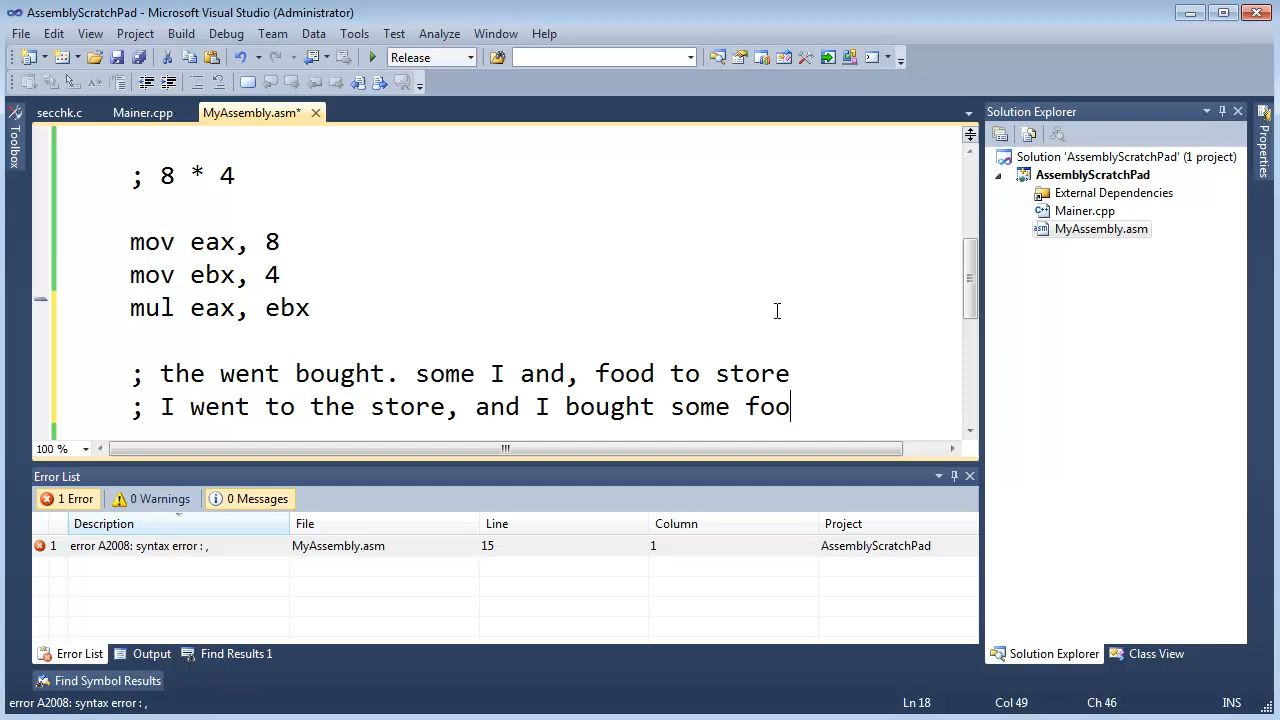 AssemblyScratchPad - Microsoft Visual Studio (Administrator)
File Edit View Project Build Debug Team Data Tools Test Analyze Window Help
Release
secchk.c Mainer.cpp MyAssembly.asm*
Toolbox
; 8 * 4
mov eax, 8
mov ebx, 4
mul eax, ebx
; the went bought. some I and, food to store
; I went to the store, and I bought some foo
100 %
Error List
1 Error 0 Warnings 0 Messages
Description File Line Column Project
1 error A2008: syntax error : , MyAssembly.asm 15 1 AssemblyScratchPad
Error List Output Find Results 1
Find Symbol Results
Solution Explorer
Solution 'AssemblyScratchPad' (1 project)
AssemblyScratchPad
External Dependencies
Mainer.cpp
asm MyAssembly.asm
Solution Explorer Class View
Properties
error A2008: syntax error : , Ln 18 Col 49 Ch 46 INS